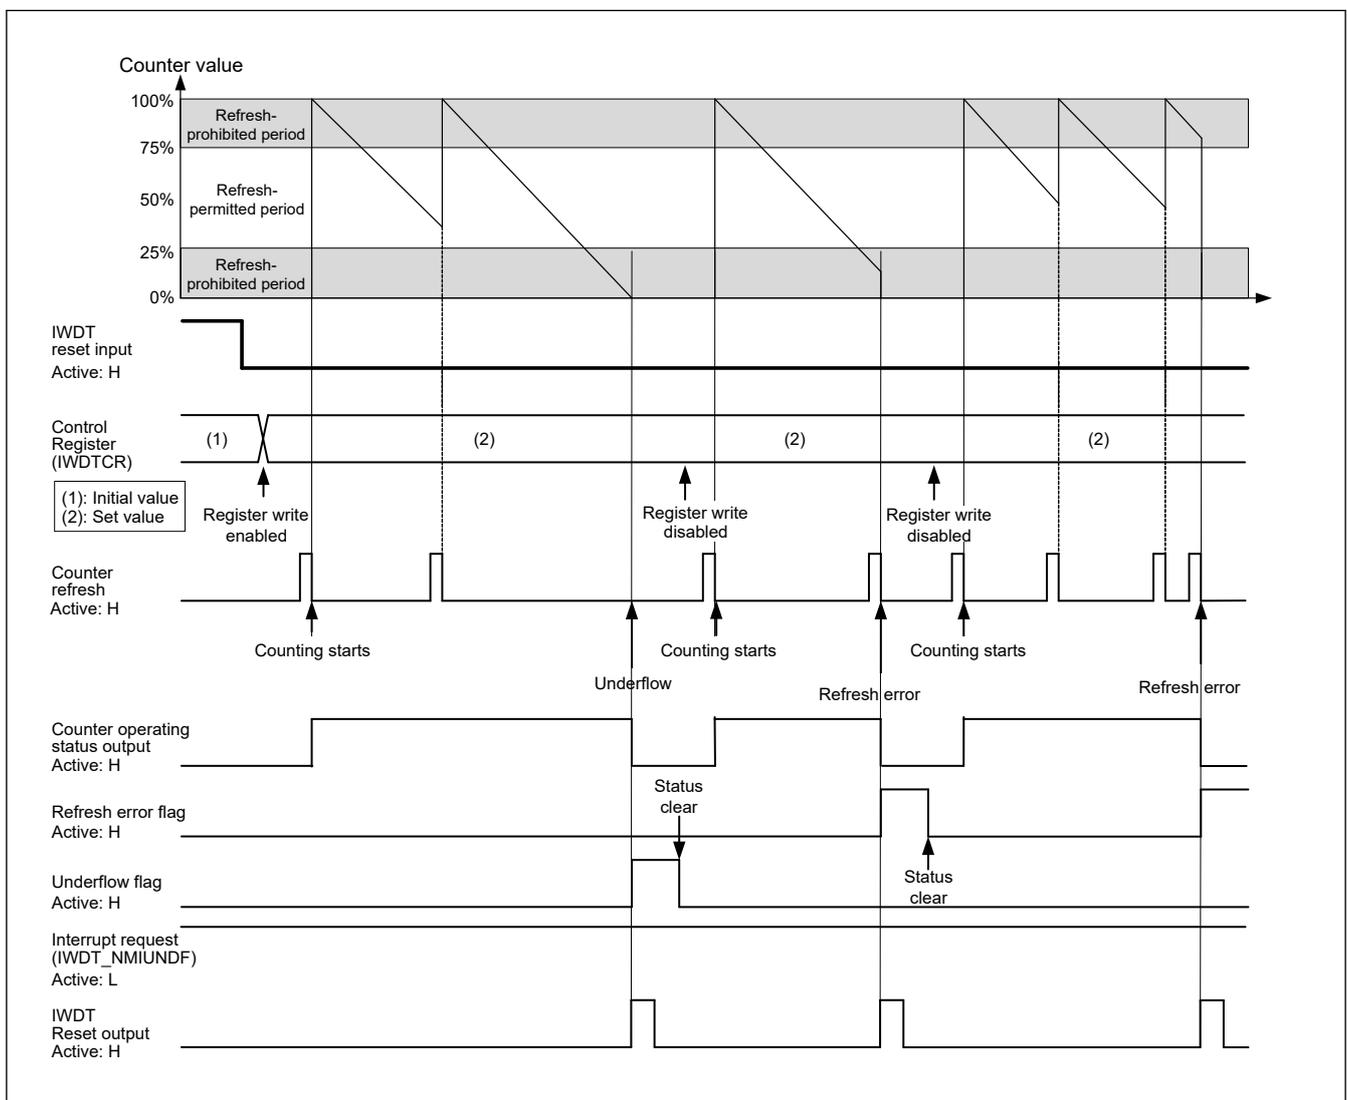 Counter value
100%
Refresh-
prohibited period
75%
Refresh-
permitted period
50%
25%
Refresh-
prohibited period
0%
IWDT
reset input
Active: H
Control
Register
(IWDTCR)
(1)
(2)
(2)
(2)
(1): Initial value
(2): Set value
Register write
enabled
Register write
disabled
Register write
disabled
Counter
refresh
Active: H
Counting starts
Counting starts
Counting starts
Underflow
Refresh error
Refresh error
Counter operating
status output
Active: H
Status
clear
Refresh error flag
Active: H
Status
clear
Underflow flag
Active: H
Interrupt request
(IWDT_NMIUNDF)
Active: L
IWDT
Reset output
Active: H